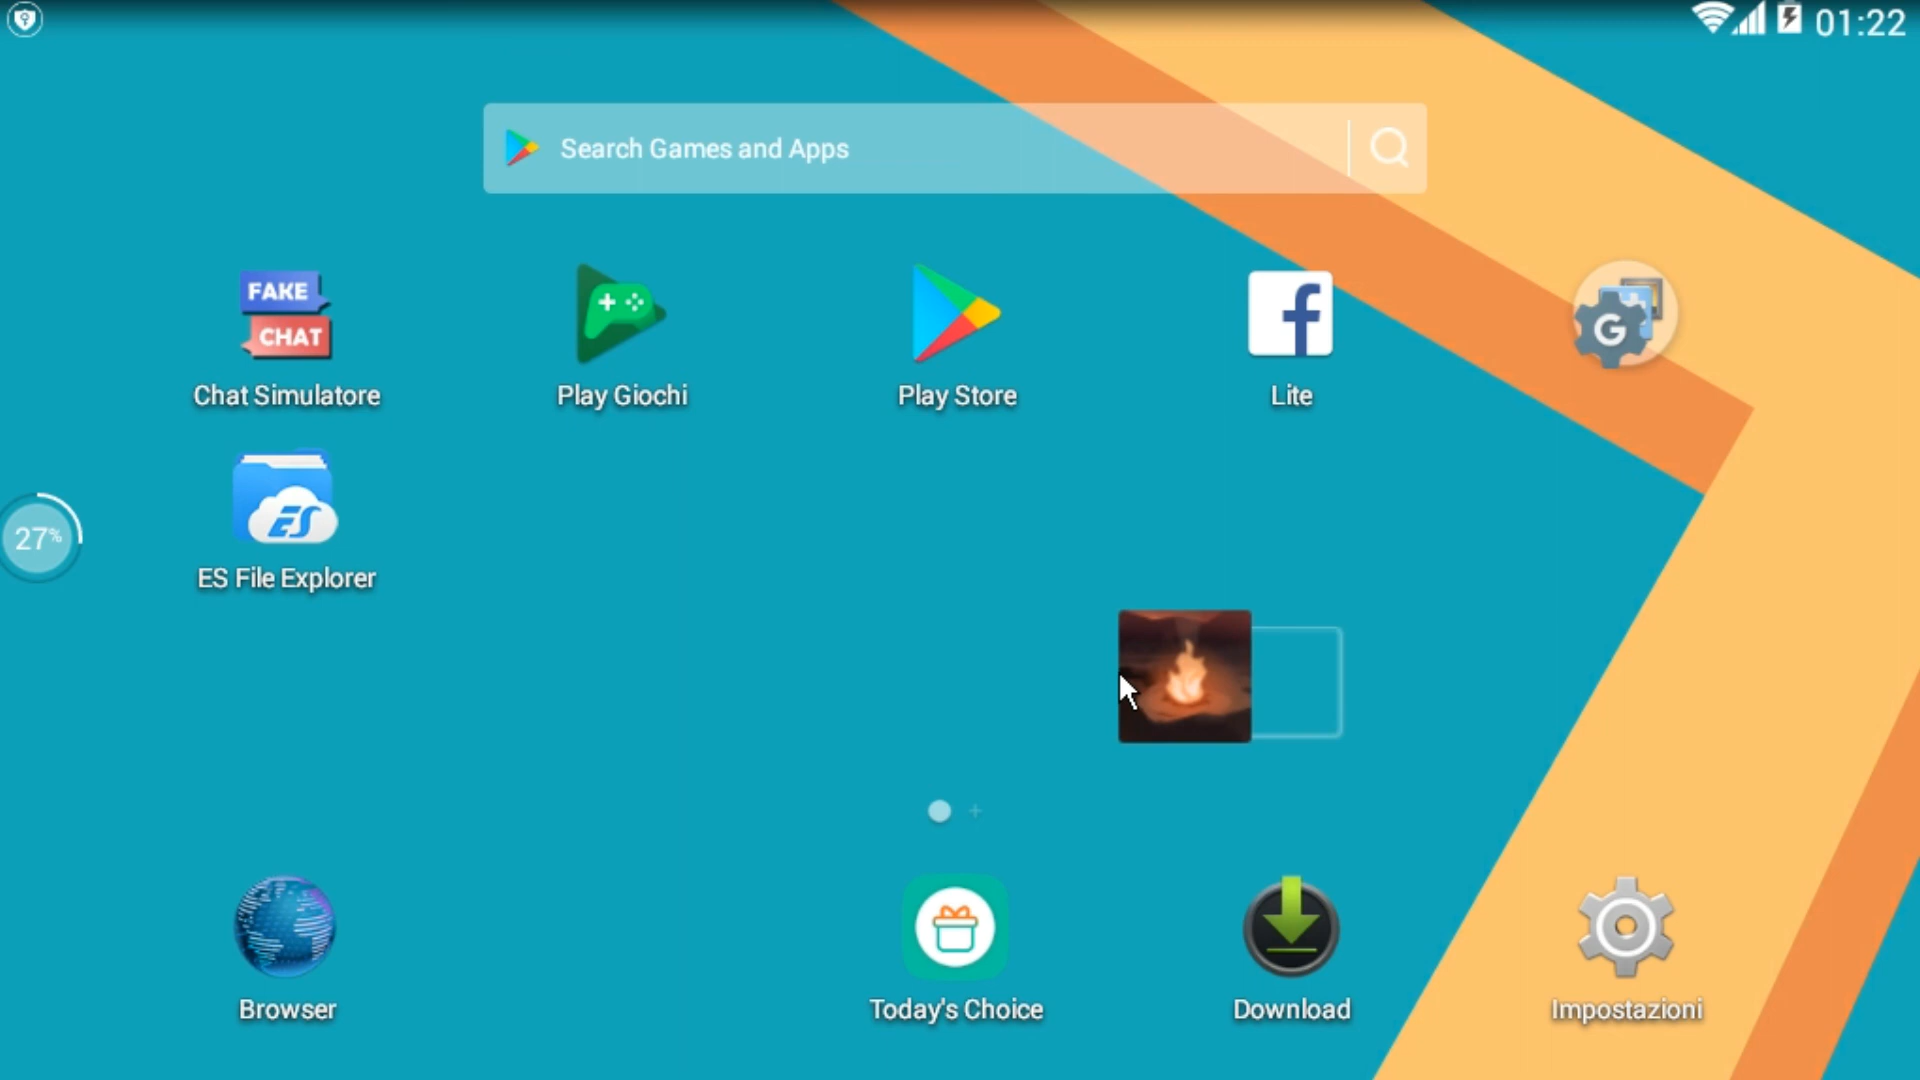 01:22
Search Games and Apps
FAKE
CHAT
Chat Simulatore
Play Giochi
Play Store
f
Lite
G
ES
ES File Explorer
27%
Browser
Today's Choice
Download
Impostazioni